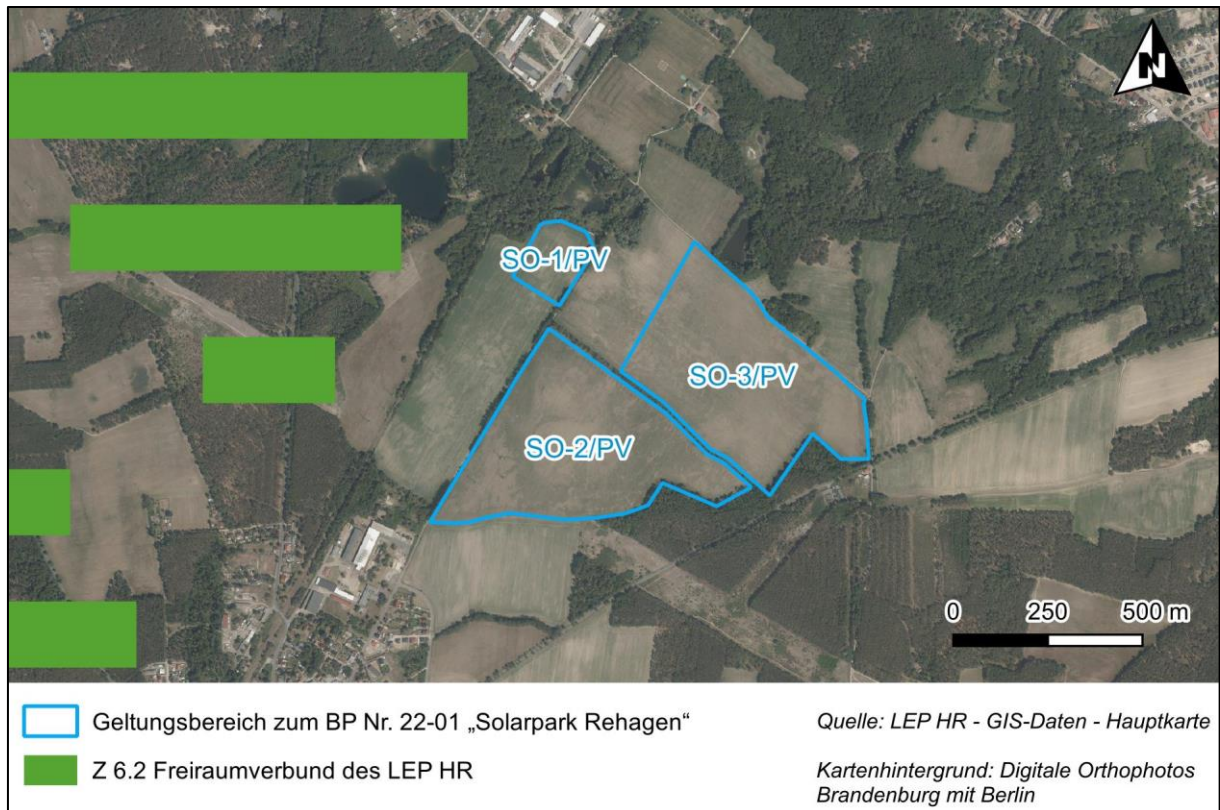 N
SO-1/PV
SO-3/PV
SO-2/PV
0 250 500 m
Geltungsbereich zum BP Nr. 22-01 „Solarpark Rehagen“
Z 6.2 Freiraumverbund des LEP HR
Quelle: LEP HR - GIS-Daten - Hauptkarte
Kartenhintergrund: Digitale Orthophotos
Brandenburg mit Berlin